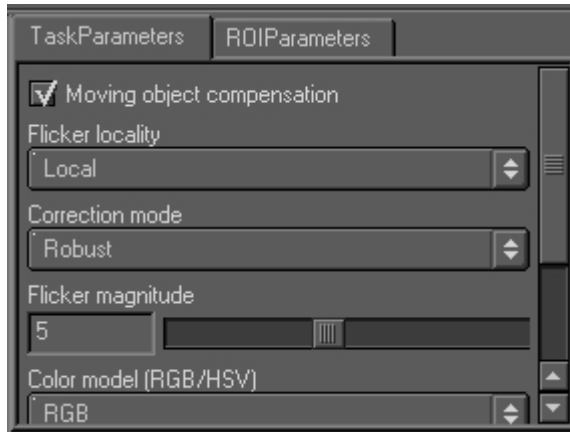 TaskParameters ROIParameters
Moving object compensation
Flicker locality
Local
Correction mode
Robust
Flicker magnitude
5
Color model (RGB/HSV)
RGB